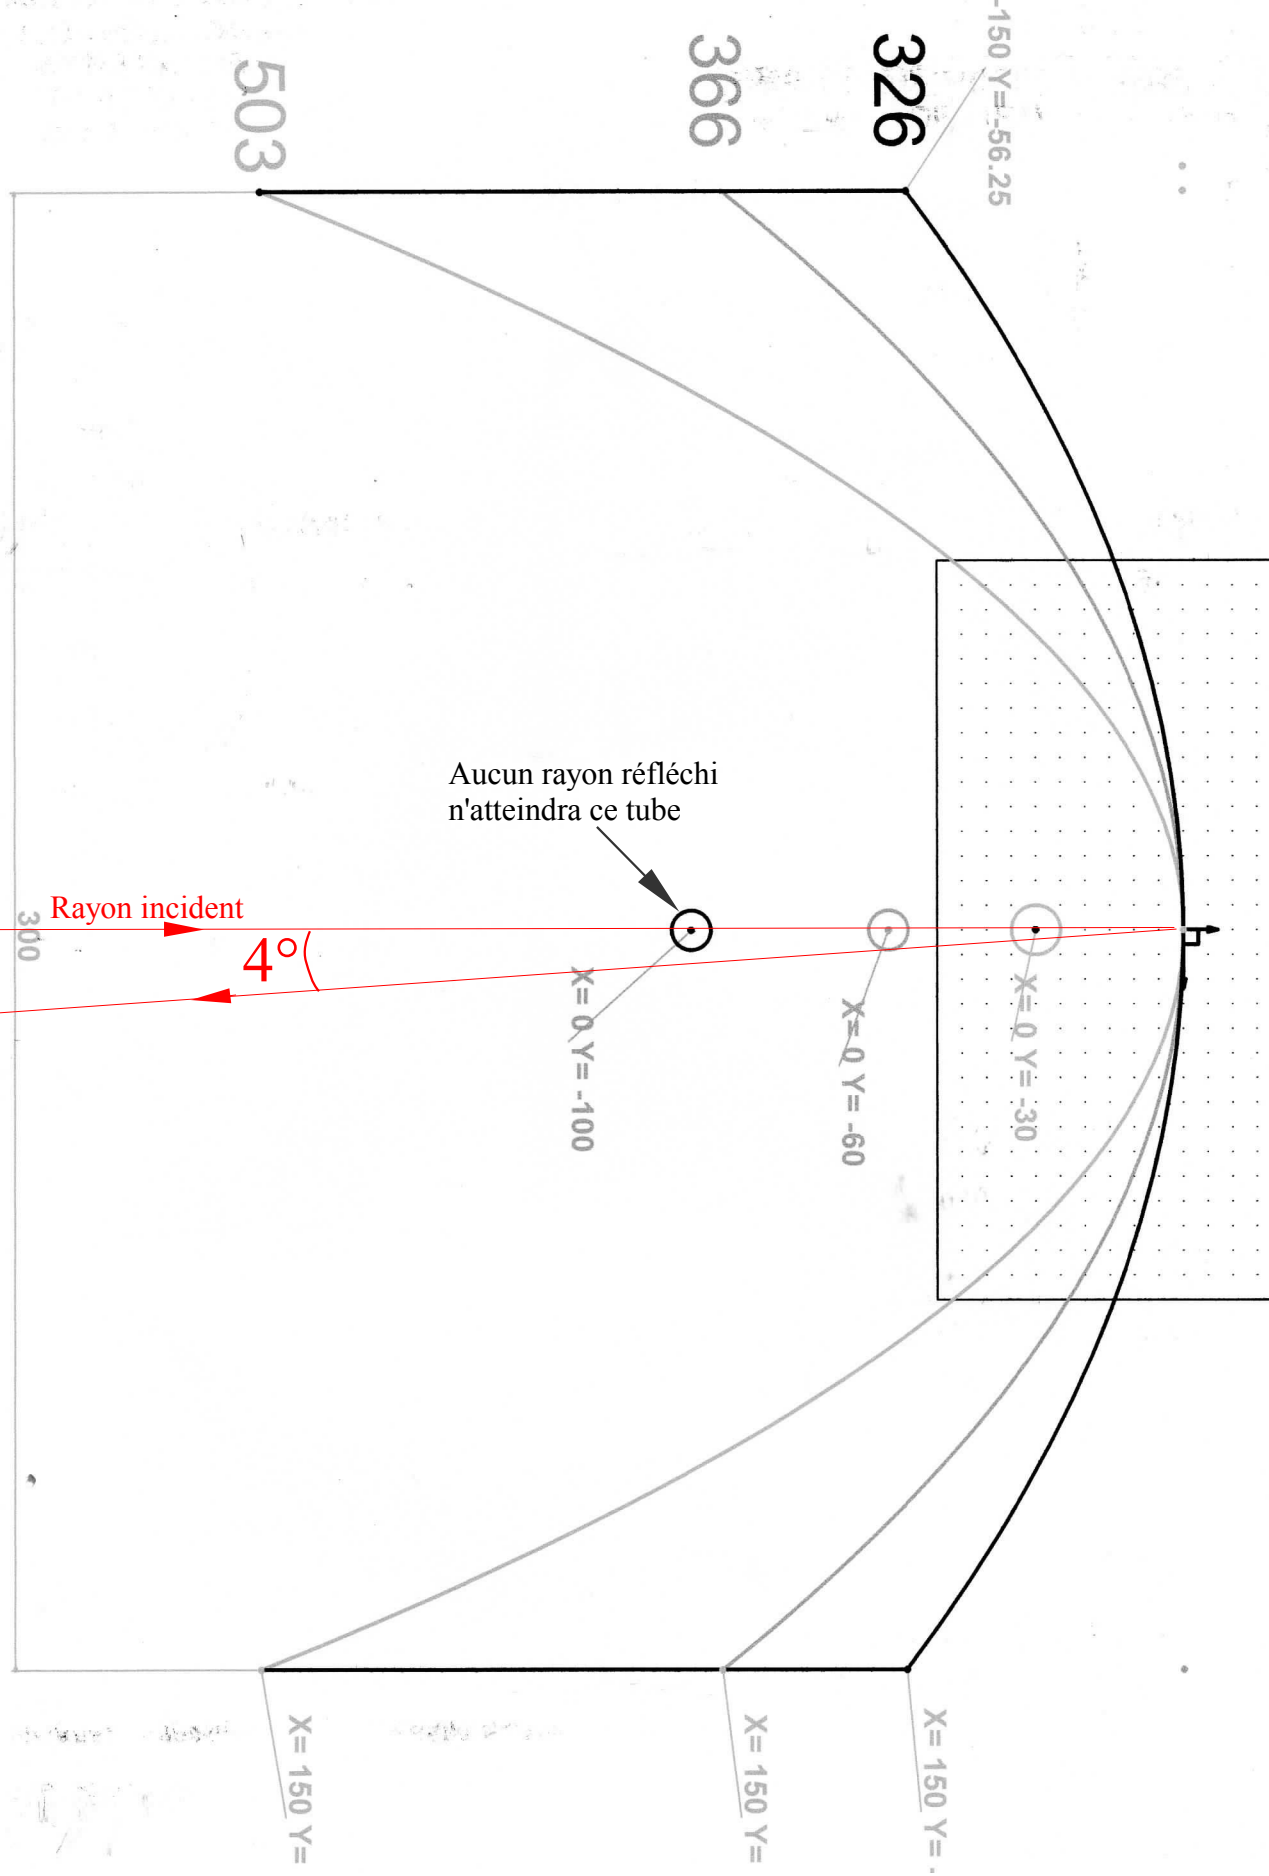 503
366
326
-150 Y= -56.25
Aucun rayon réfléchi
n'atteindra ce tube
Rayon incident
4°
300
X= 0 Y= -100
X= 0 Y= -60
X= 0 Y= -30
X= 150 Y=
X= 150 Y=
X= 150 Y= -